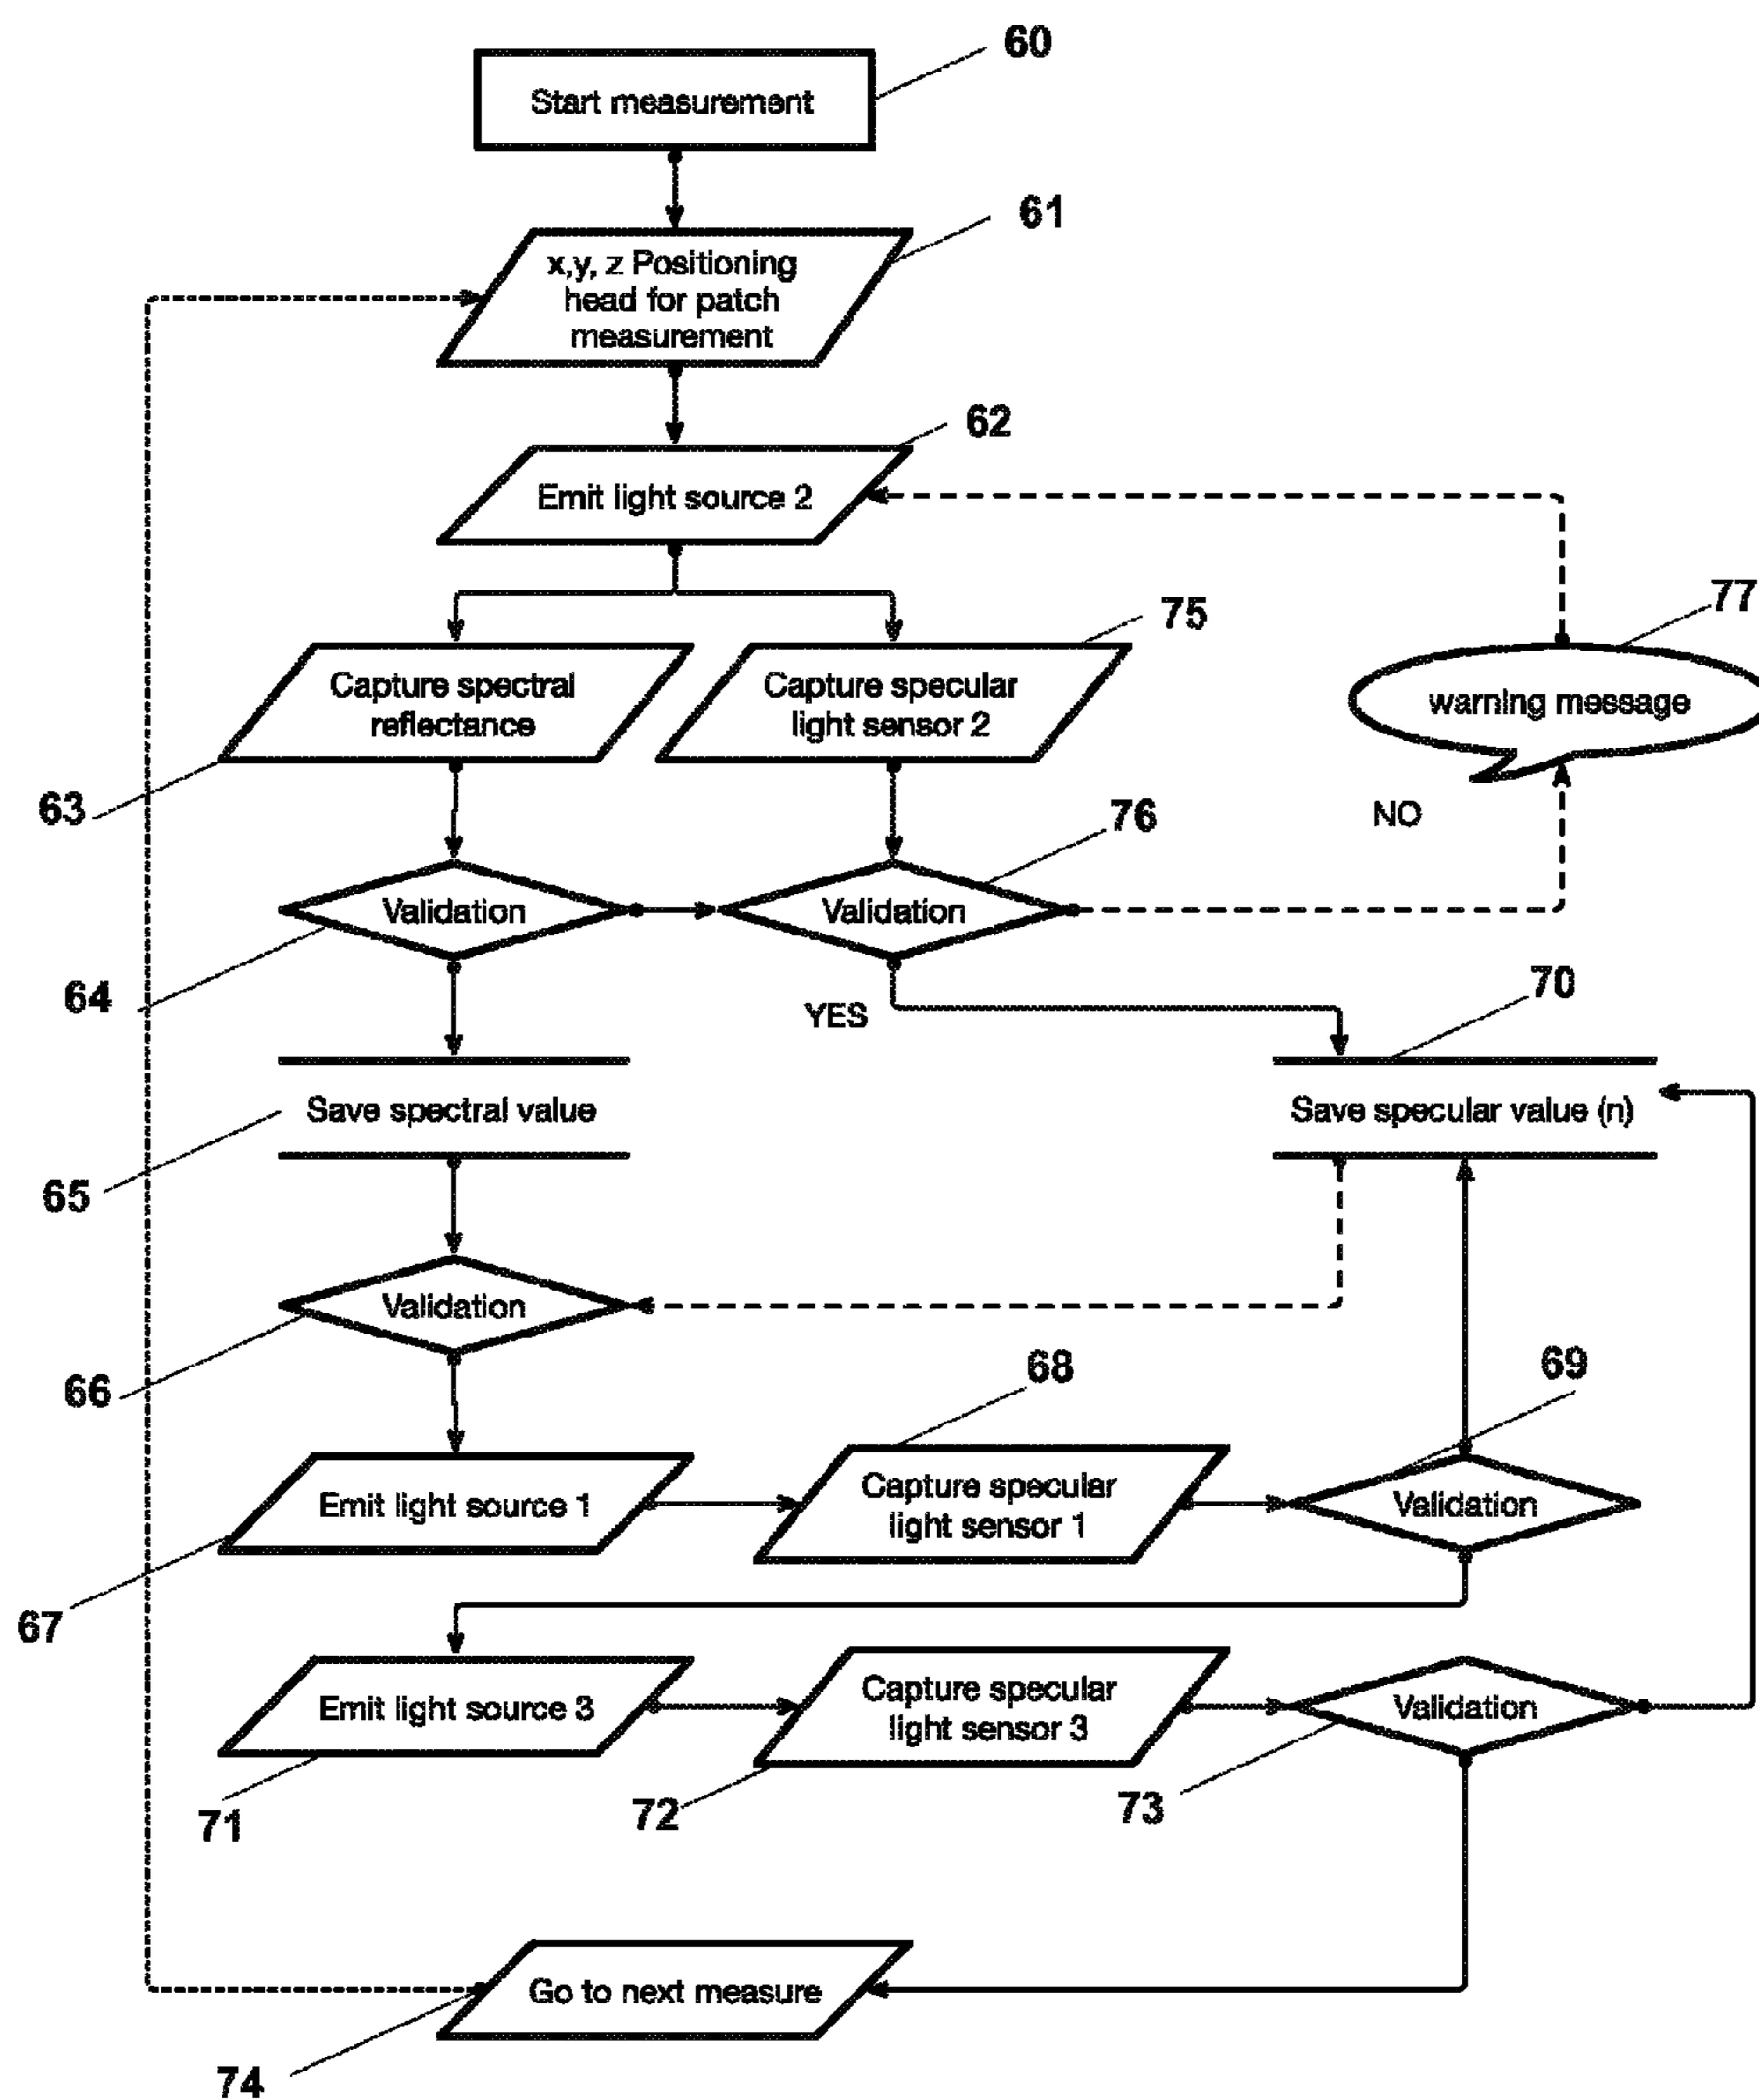 60
Start measurement
61
x,y, z Positioning
head for patch
measurement
62
Emit light source 2
75
77
Capture spectral
reflectance
Capture specular
light sensor 2
warning message
63
76
NO
Validation
Validation
64
70
YES
Save spectral value
Save specular value (n)
65
Validation
66
68
69
Emit light source 1
Capture specular
light sensor 1
Validation
67
Emit light source 3
Capture specular
light sensor 3
Validation
71
72
73
Go to next measure
74